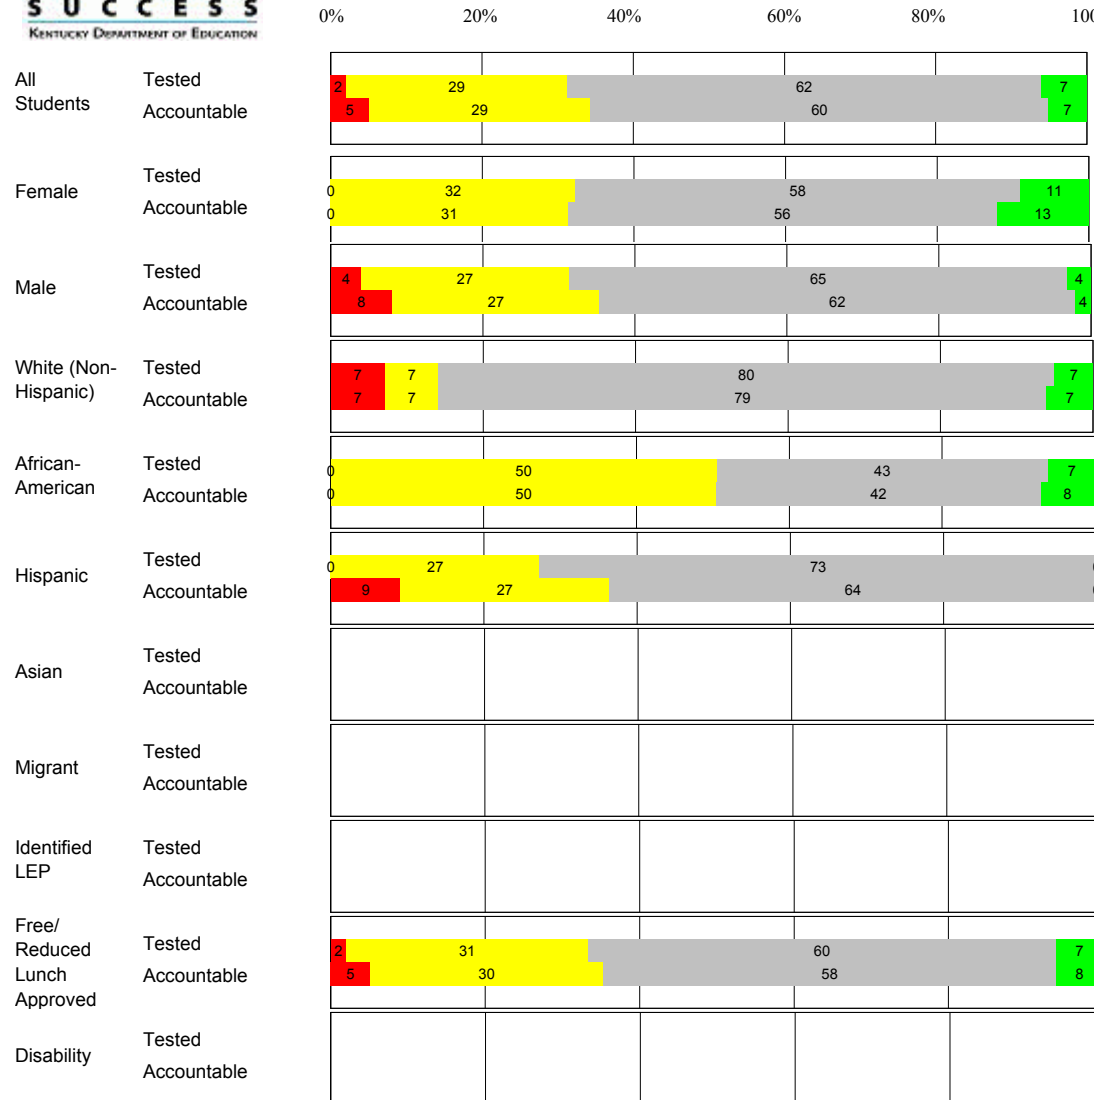 SUCCESS
KENTUCKY DEPARTMENT OF EDUCATION
0% 20% 40% 60% 80% 100
All Students Tested 2 29 62 7
Accountable 5 29 60 7
Female Tested 0 32 58 11
Accountable 0 31 56 13
Male Tested 4 27 65 4
Accountable 8 27 62 4
White (Non-Hispanic) Tested 7 7 80 7
Accountable 7 7 79 7
African-American Tested 0 50 43 7
Accountable 0 50 42 8
Hispanic Tested 0 27 73
Accountable 9 27 64
Asian Tested
Accountable
Migrant Tested
Accountable
Identified LEP Tested
Accountable
Free/ Reduced Lunch Approved Tested 2 31 60 7
Accountable 5 30 58 8
Disability Tested
Accountable